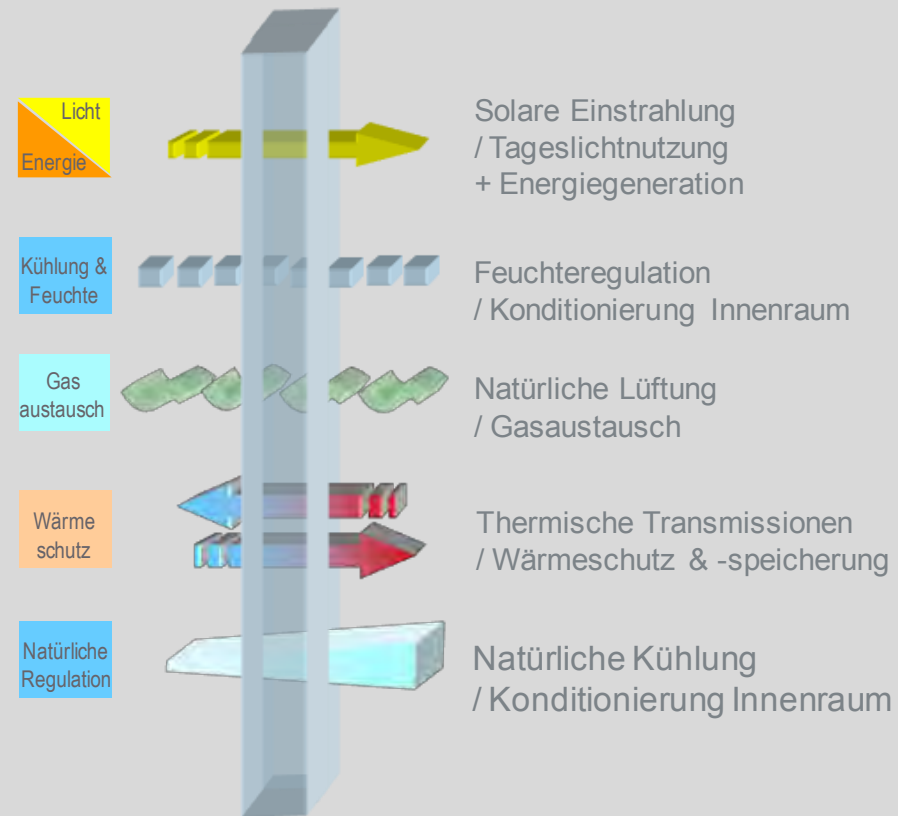 Licht
Energie
Solare Einstrahlung
/ Tageslichtnutzung
+ Energiegeneration
Kühlung &
Feuchte
Feuchteregulation
/ Konditionierung Innenraum
Gas
austausch
Natürliche Lüftung
/ Gasaustausch
Wärme
schutz
Thermische Transmissionen
/ Wärmeschutz & -speicherung
Natürliche
Regulation
Natürliche Kühlung
/ Konditionierung Innenraum